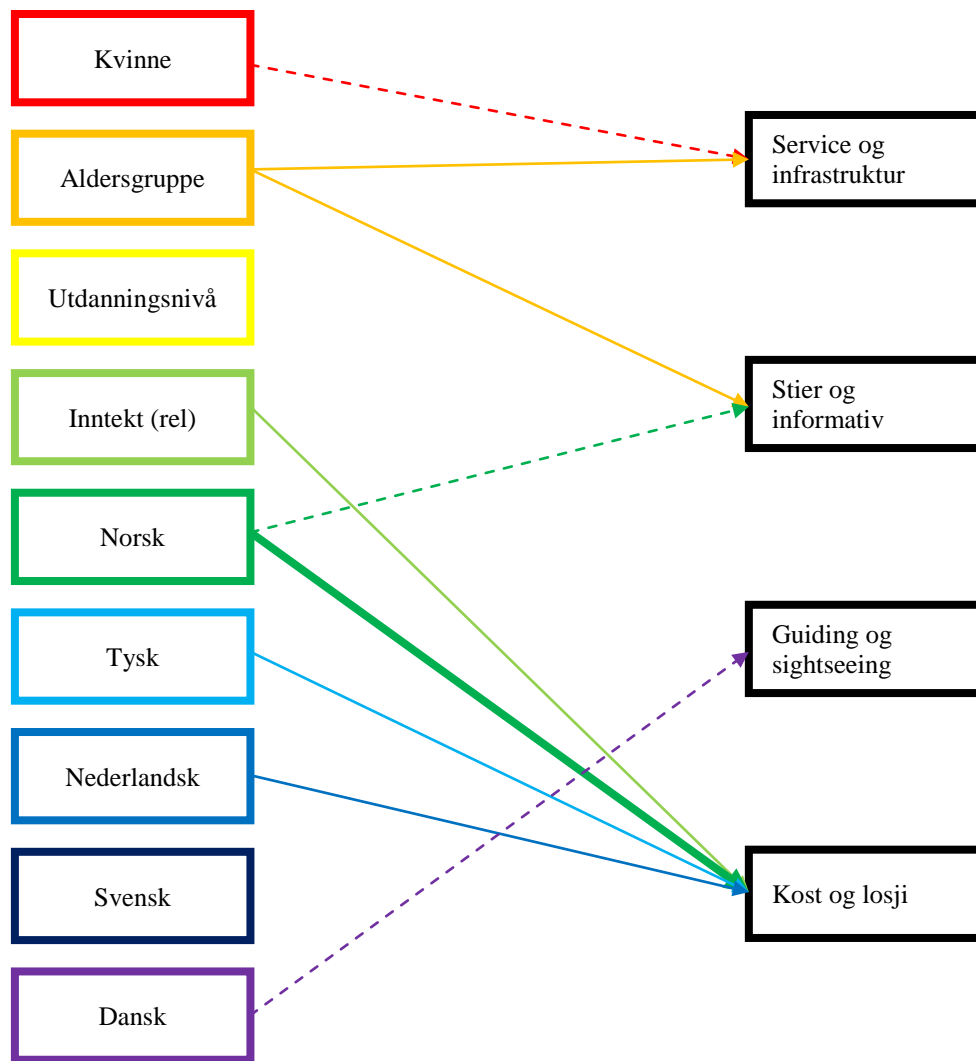 Kvinne
Aldersgruppe
Utdanningsnivå
Inntekt (rel)
Norsk
Tysk
Nederlandsk
Svensk
Dansk
Service og
infrastruktur
Stier og
informativ
Guiding og
sightseeing
Kost og losji